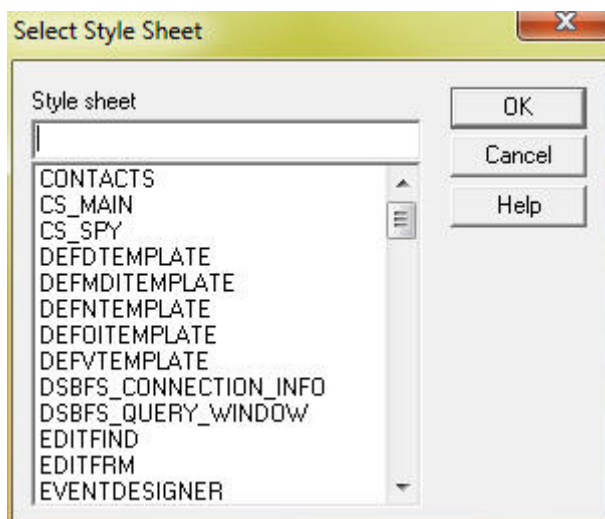 Select Style Sheet
Style sheet
OK
Cancel
Help
CONTACTS
CS_MAIN
CS_SPY
DEFDTEMPLATE
DEFMDITEMPLATE
DEFNTEMPLATE
DEFOITEMPLATE
DEFVTEMPLATE
DSBFS_CONNECTION_INFO
DSBFS_QUERY_WINDOW
EDITFIND
EDITFRM
EVENTDESIGNER